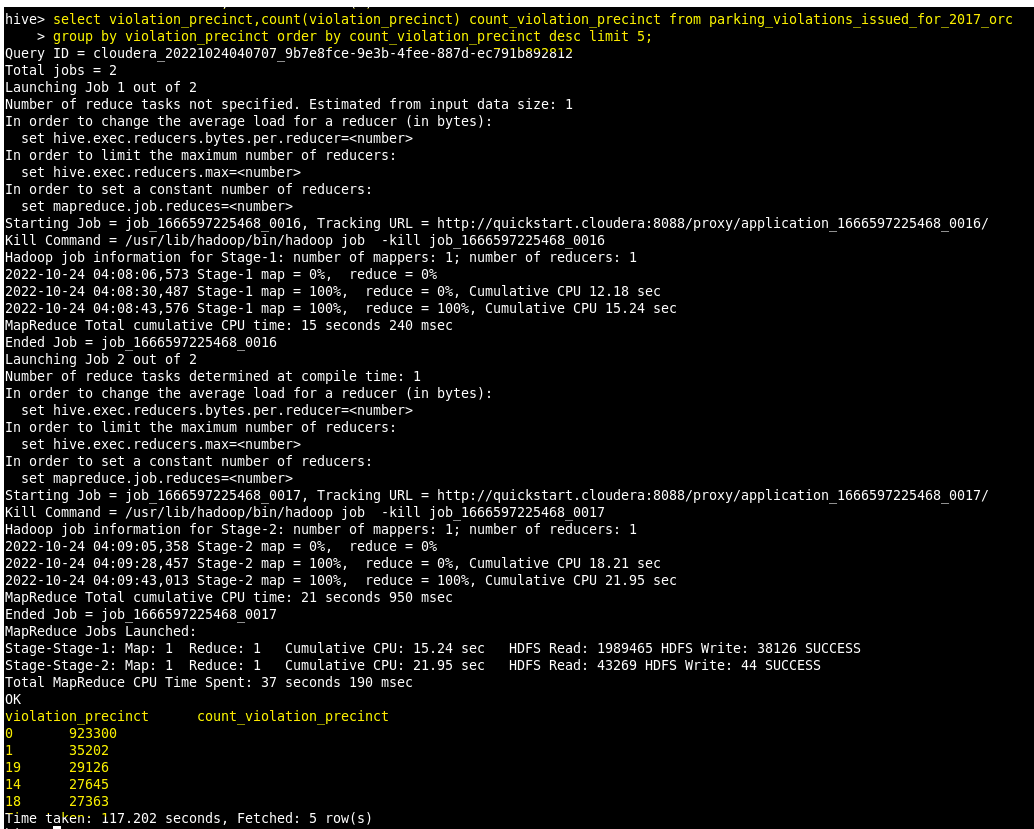 hive> select violation_precinct,count(violation_precinct) count_violation_precinct from parking_violations_issued_for_2017_orc
    > group by violation_precinct order by count_violation_precinct desc limit 5;
Query ID = cloudera_20221024040707_9b7e8fce-9e3b-4fee-887d-ec791b892812
Total jobs = 2
Launching Job 1 out of 2
Number of reduce tasks not specified. Estimated from input data size: 1
In order to change the average load for a reducer (in bytes):
  set hive.exec.reducers.bytes.per.reducer=<number>
In order to limit the maximum number of reducers:
  set hive.exec.reducers.max=<number>
In order to set a constant number of reducers:
  set mapreduce.job.reduces=<number>
Starting Job = job_1666597225468_0016, Tracking URL = http://quickstart.cloudera:8088/proxy/application_1666597225468_0016/
Kill Command = /usr/lib/hadoop/bin/hadoop job  -kill job_1666597225468_0016
Hadoop job information for Stage-1: number of mappers: 1; number of reducers: 1
2022-10-24 04:08:06,573 Stage-1 map = 0%,  reduce = 0%
2022-10-24 04:08:30,487 Stage-1 map = 100%,  reduce = 0%, Cumulative CPU 12.18 sec
2022-10-24 04:08:43,576 Stage-1 map = 100%,  reduce = 100%, Cumulative CPU 15.24 sec
MapReduce Total cumulative CPU time: 15 seconds 240 msec
Ended Job = job_1666597225468_0016
Launching Job 2 out of 2
Number of reduce tasks determined at compile time: 1
In order to change the average load for a reducer (in bytes):
  set hive.exec.reducers.bytes.per.reducer=<number>
In order to limit the maximum number of reducers:
  set hive.exec.reducers.max=<number>
In order to set a constant number of reducers:
  set mapreduce.job.reduces=<number>
Starting Job = job_1666597225468_0017, Tracking URL = http://quickstart.cloudera:8088/proxy/application_1666597225468_0017/
Kill Command = /usr/lib/hadoop/bin/hadoop job  -kill job_1666597225468_0017
Hadoop job information for Stage-2: number of mappers: 1; number of reducers: 1
2022-10-24 04:09:05,358 Stage-2 map = 0%,  reduce = 0%
2022-10-24 04:09:28,457 Stage-2 map = 100%,  reduce = 0%, Cumulative CPU 18.21 sec
2022-10-24 04:09:43,013 Stage-2 map = 100%,  reduce = 100%, Cumulative CPU 21.95 sec
MapReduce Total cumulative CPU time: 21 seconds 950 msec
Ended Job = job_1666597225468_0017
MapReduce Jobs Launched:
Stage-Stage-1: Map: 1  Reduce: 1   Cumulative CPU: 15.24 sec   HDFS Read: 1989465 HDFS Write: 38126 SUCCESS
Stage-Stage-2: Map: 1  Reduce: 1   Cumulative CPU: 21.95 sec   HDFS Read: 43269 HDFS Write: 44 SUCCESS
Total MapReduce CPU Time Spent: 37 seconds 190 msec
OK
violation_precinct      count_violation_precinct
0       923300
1       35202
19      29126
14      27645
18      27363
Time taken: 117.202 seconds, Fetched: 5 row(s)